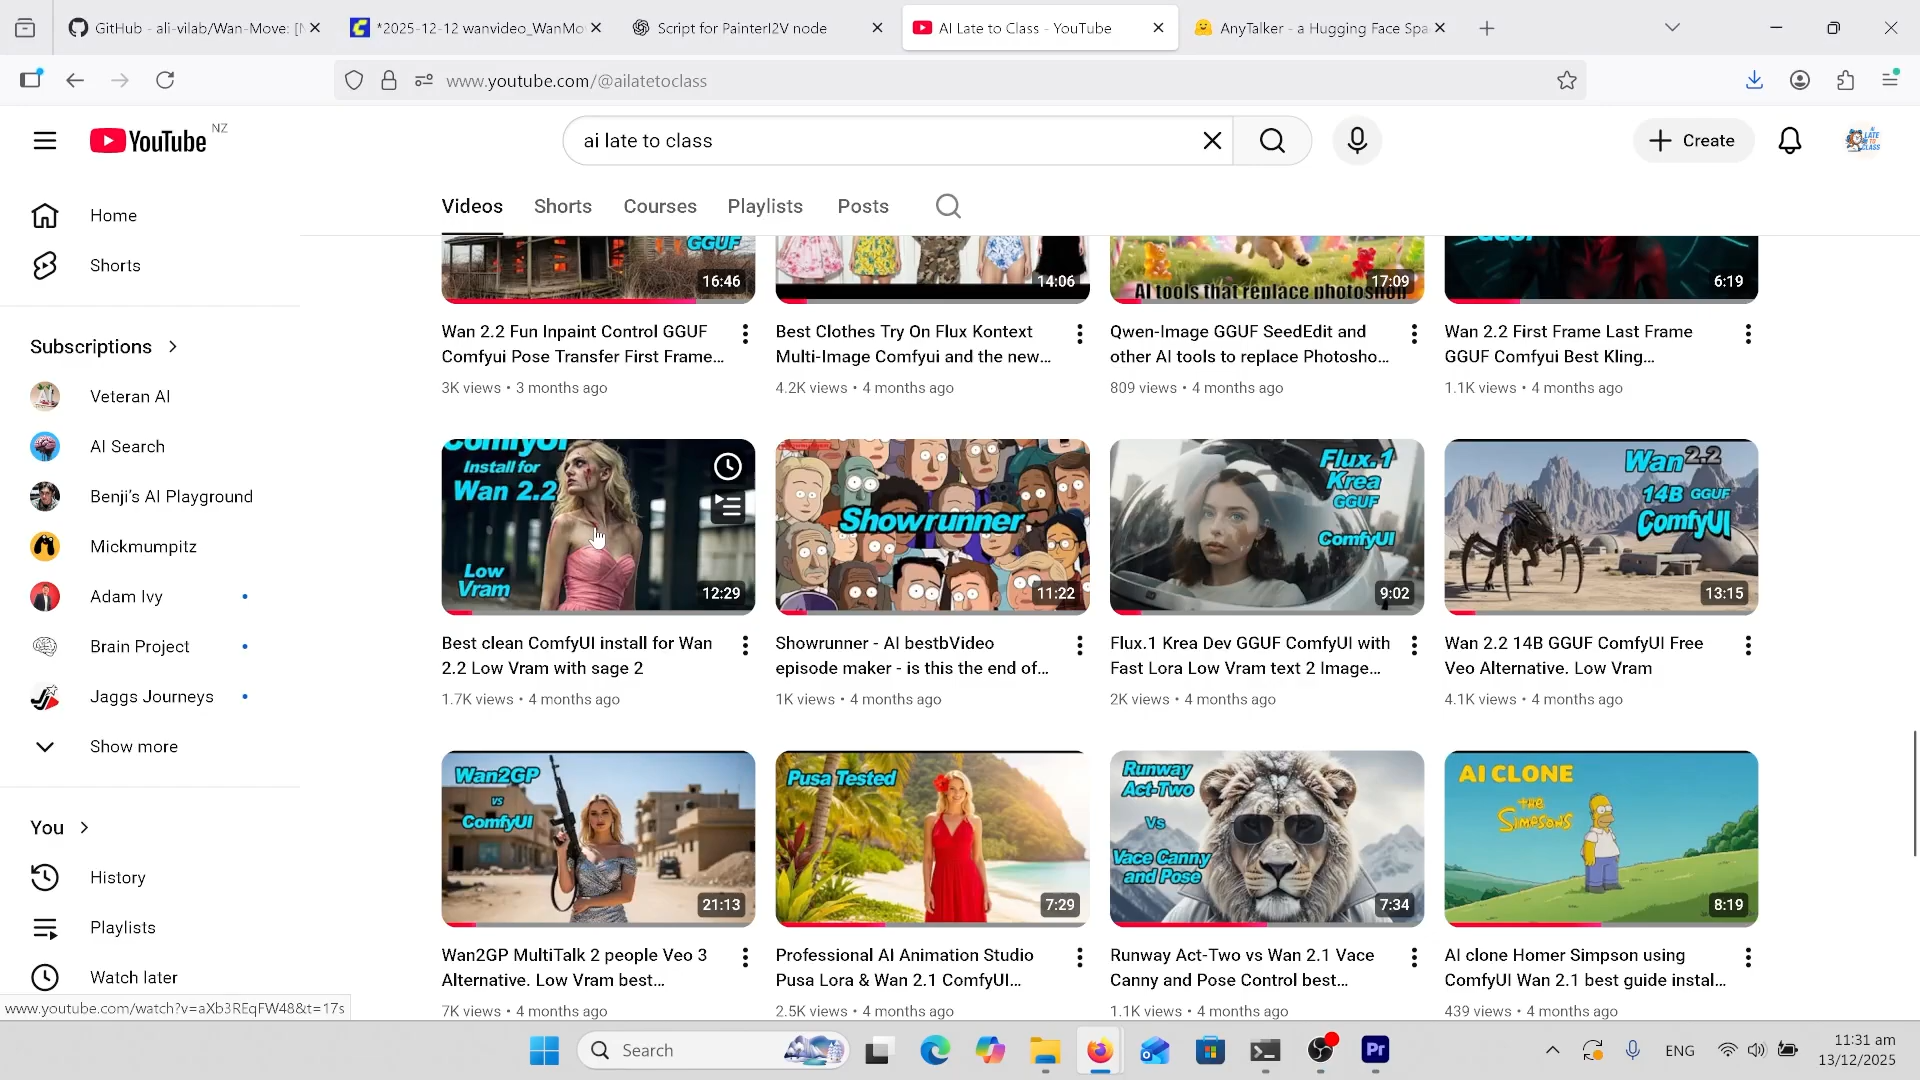 GitHub - ali-vilab/Wan-Move: [N
*2025-12-12 wanvideo_WanMo
Script for PainterI2V node
AI Late to Class - YouTube
AnyTalker - a Hugging Face Spa
www.youtube.com/@ailatetoclass
YouTube NZ
ai late to class
Create
Videos
Shorts
Courses
Playlists
Posts
Home
Shorts
Subscriptions
Veteran AI
AI Search
Benji's AI Playground
Mickmumpitz
Adam Ivy
Brain Project
Jaggs Journeys
Show more
You
History
Playlists
Watch later
GGUF
16:46
14:06
AI tools that replace photoshop
17:09
6:19
Wan 2.2 Fun Inpaint Control GGUF
Comfyui Pose Transfer First Frame...
3K views • 3 months ago
Best Clothes Try On Flux Kontext
Multi-Image Comfyui and the new...
4.2K views • 4 months ago
Qwen-Image GGUF SeedEdit and
other AI tools to replace Photosho...
809 views • 4 months ago
Wan 2.2 First Frame Last Frame
GGUF Comfyui Best Kling...
1.1K views • 4 months ago
ComfyUI
Install for
Wan 2.2
Low
Vram
12:29
Showrunner
11:22
Flux.1
Krea
GGUF
ComfyUI
9:02
Wan 2.2
14B GGUF
ComfyUI
13:15
Best clean ComfyUI install for Wan
2.2 Low Vram with sage 2
1.7K views • 4 months ago
Showrunner - AI bestbVideo
episode maker - is this the end of...
1K views • 4 months ago
Flux.1 Krea Dev GGUF ComfyUI with
Fast Lora Low Vram text 2 Image...
2K views • 4 months ago
Wan 2.2 14B GGUF ComfyUI Free
Veo Alternative. Low Vram
4.1K views • 4 months ago
Wan2GP
vs
ComfyUI
21:13
Pusa Tested
7:29
Runway
Act-Two
Vs
Vace Canny
and Pose
7:34
AI CLONE
THE
SIMPSONS
8:19
Wan2GP MultiTalk 2 people Veo 3
Alternative. Low Vram best...
7K views • 4 months ago
Professional AI Animation Studio
Pusa Lora & Wan 2.1 ComfyUI...
2.5K views • 4 months ago
Runway Act-Two vs Wan 2.1 Vace
Canny and Pose Control best...
1.1K views • 4 months ago
AI clone Homer Simpson using
ComfyUI Wan 2.1 best guide instal...
439 views • 4 months ago
www.youtube.com/watch?v=aXb3REqFW48&t=17s
Search
Pr
ENG
11:31 am
13/12/2025